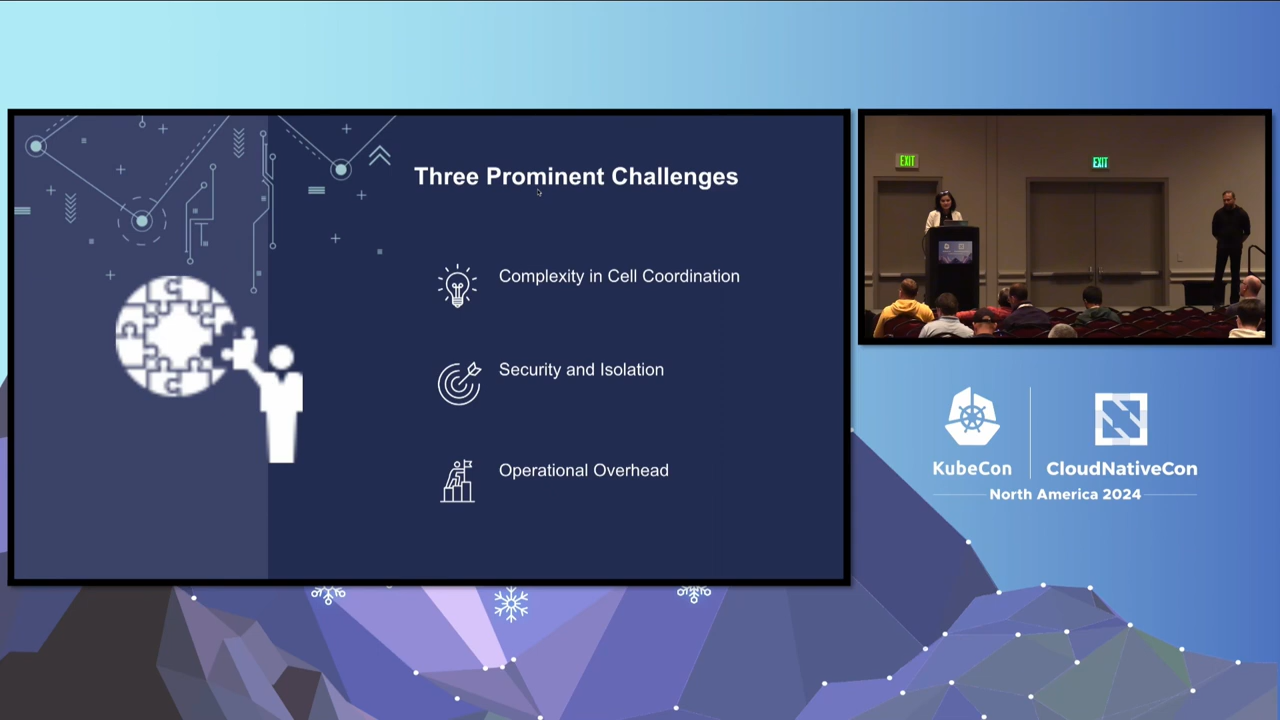 Three Prominent Challenges
Complexity in Cell Coordination
Security and Isolation
Operational Overhead
EXIT
EXIT
KubeCon
CloudNativeCon
North America 2024